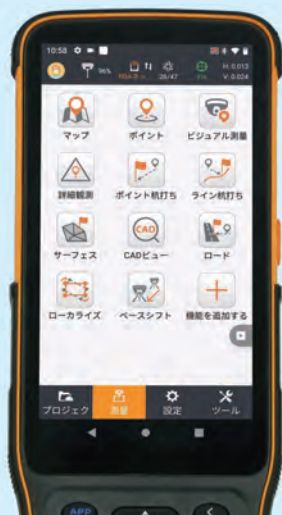 10:58
96%
28/47
H: 0.013
V: 0.024
マップ
ポイント
ビジュアル測量
詳細観測
ポイント杭打ち
ライン杭打ち
CAD
サーフェス
CADビュー
ロード
ローカライズ
ベースシフト
機能を追加する
プロジェク
測量
設定
ツール
APP